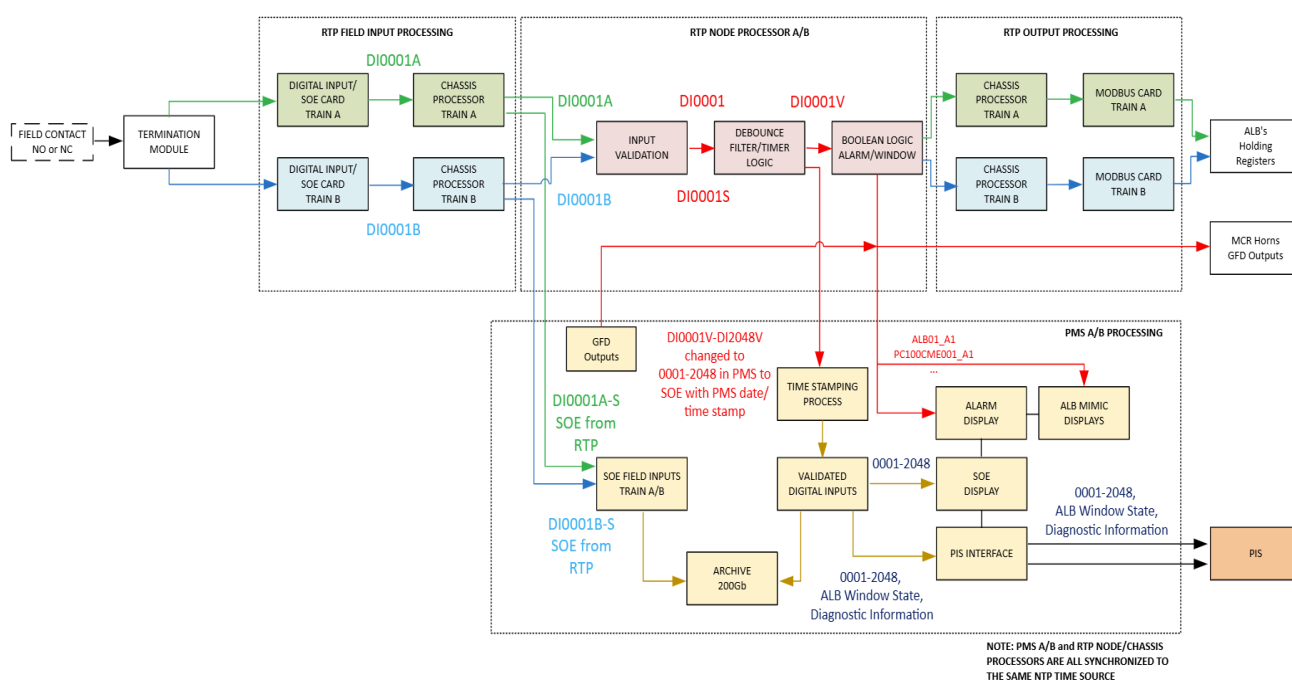 RTP FIELD INPUT PROCESSING
RTP NODE PROCESSOR A/B
RTP OUTPUT PROCESSING
DI0001A
FIELD CONTACT
NO or NC
TERMINATION
MODULE
DIGITAL INPUT/
SOE CARD
TRAIN A
CHASSIS
PROCESSOR
TRAIN A
DIGITAL INPUT/
SOE CARD
TRAIN B
CHASSIS
PROCESSOR
TRAIN B
DI0001B
DI0001A
DI0001B
INPUT
VALIDATION
DI0001
DEBOUNCE
FILTER/TIMER
LOGIC
DI0001S
DI0001V
BOOLEAN LOGIC
ALARM/WINDOW
CHASSIS
PROCESSOR
TRAIN A
MODBUS CARD
TRAIN A
CHASSIS
PROCESSOR
TRAIN B
MODBUS CARD
TRAIN B
ALB's
Holding
Registers
MCR Horns
GFD Outputs
PMS A/B PROCESSING
GFD
Outputs
DI0001V-DI2048V
changed to
0001-2048 in PMS to
SOE with PMS date/
time stamp
ALB01_A1
PC100CME001_A1
...
TIME STAMPING
PROCESS
ALARM
DISPLAY
ALB MIMIC
DISPLAYS
DI0001A-S
SOE from
RTP
SOE FIELD INPUTS
TRAIN A/B
VALIDATED
DIGITAL INPUTS
0001-2048
SOE
DISPLAY
DI0001B-S
SOE from
RTP
ARCHIVE
200Gb
0001-2048,
ALB Window State,
Diagnostic Information
PIS INTERFACE
0001-2048,
ALB Window State,
Diagnostic Information
PIS
NOTE: PMS A/B and RTP NODE/CHASSIS
PROCESSORS ARE ALL SYNCHRONIZED TO
THE SAME NTP TIME SOURCE